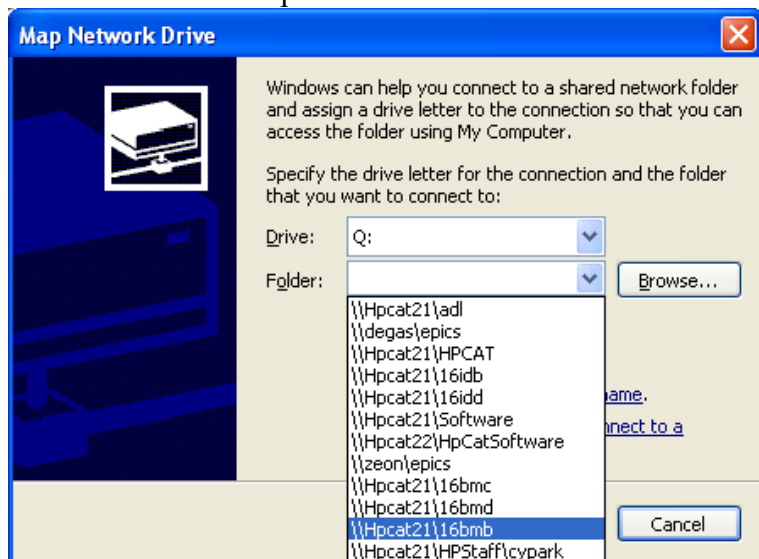 Map Network Drive
Windows can help you connect to a shared network folder
and assign a drive letter to the connection so that you can
access the folder using My Computer.
Specify the drive letter for the connection and the folder
that you want to connect to:
Drive: Q:
Folder: Browse...
\\Hpcat21\adl
\\degas\epics
\\Hpcat21\HPCAT
\\Hpcat21\16idb
\\Hpcat21\16idd
\\Hpcat21\Software
\\Hpcat22\HpCatSoftware
\\zeon\epics
\\Hpcat21\16bmc
\\Hpcat21\16bmd
\\Hpcat21\16bmb
\\Hpcat21\HPStaff\cypark
name.
nnect to a
Cancel